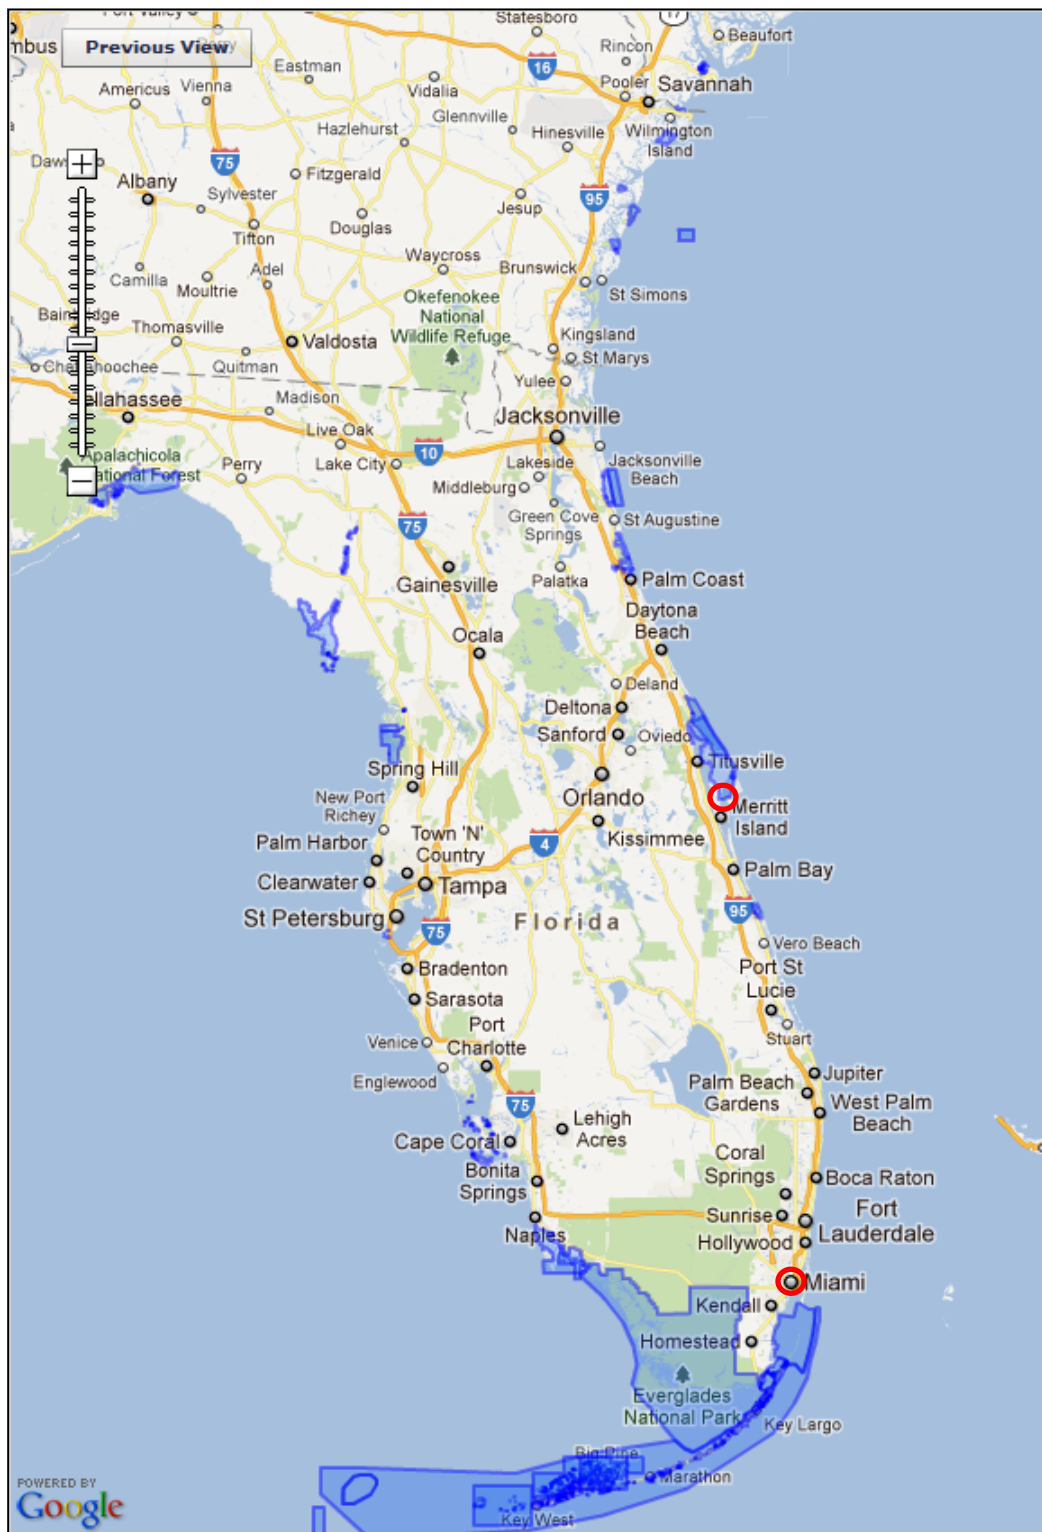 Statesboro
17
Beaufort
mbus
Previous View
Rincon
Eastman
16
Pooler
Savannah
Americus
Vienna
Vidalia
Glennville
Hazlehurst
Hinesville
Wilmington
Island
75
Albany
Fitzgerald
Sylvester
95
Jesup
Douglas
Tifton
Waycross
Adel
Camilla
Moultrie
Brunswick
St Simons
Okefenokee
National
Wildlife Refuge
Thomasville
Valdosta
Kingsland
St Marys
Quitman
Yulee
llahassee
Madison
Jacksonville
Live Oak
10
Lake City
Perry
Apalachicola
ational Forest
Lakeside
Middleburg
Jacksonville
Beach
Green Cove
Springs
St Augustine
75
Gainesville
Palatka
Palm Coast
Daytona
Beach
Ocala
Deland
Deltona
Sanford
Oviedo
Titusville
Spring Hill
Orlando
Merritt
Island
New Port
Richey
Kissimmee
Town 'N'
Country
4
Palm Harbor
Palm Bay
Clearwater
Tampa
95
St Petersburg
75
Florida
Vero Beach
Bradenton
Port St
Lucie
Sarasota
Port
Charlotte
Venice
Stuart
Englewood
Jupiter
75
Palm Beach
Gardens
West Palm
Beach
Lehigh
Acres
Cape Coral
Coral
Springs
Bonita
Springs
Boca Raton
Sunrise
Fort
Lauderdale
Naples
Hollywood
Miami
Kendall
Homestead
Everglades
National Park
Key Largo
Big Pine
Marathon
POWERED BY
Google
Key West